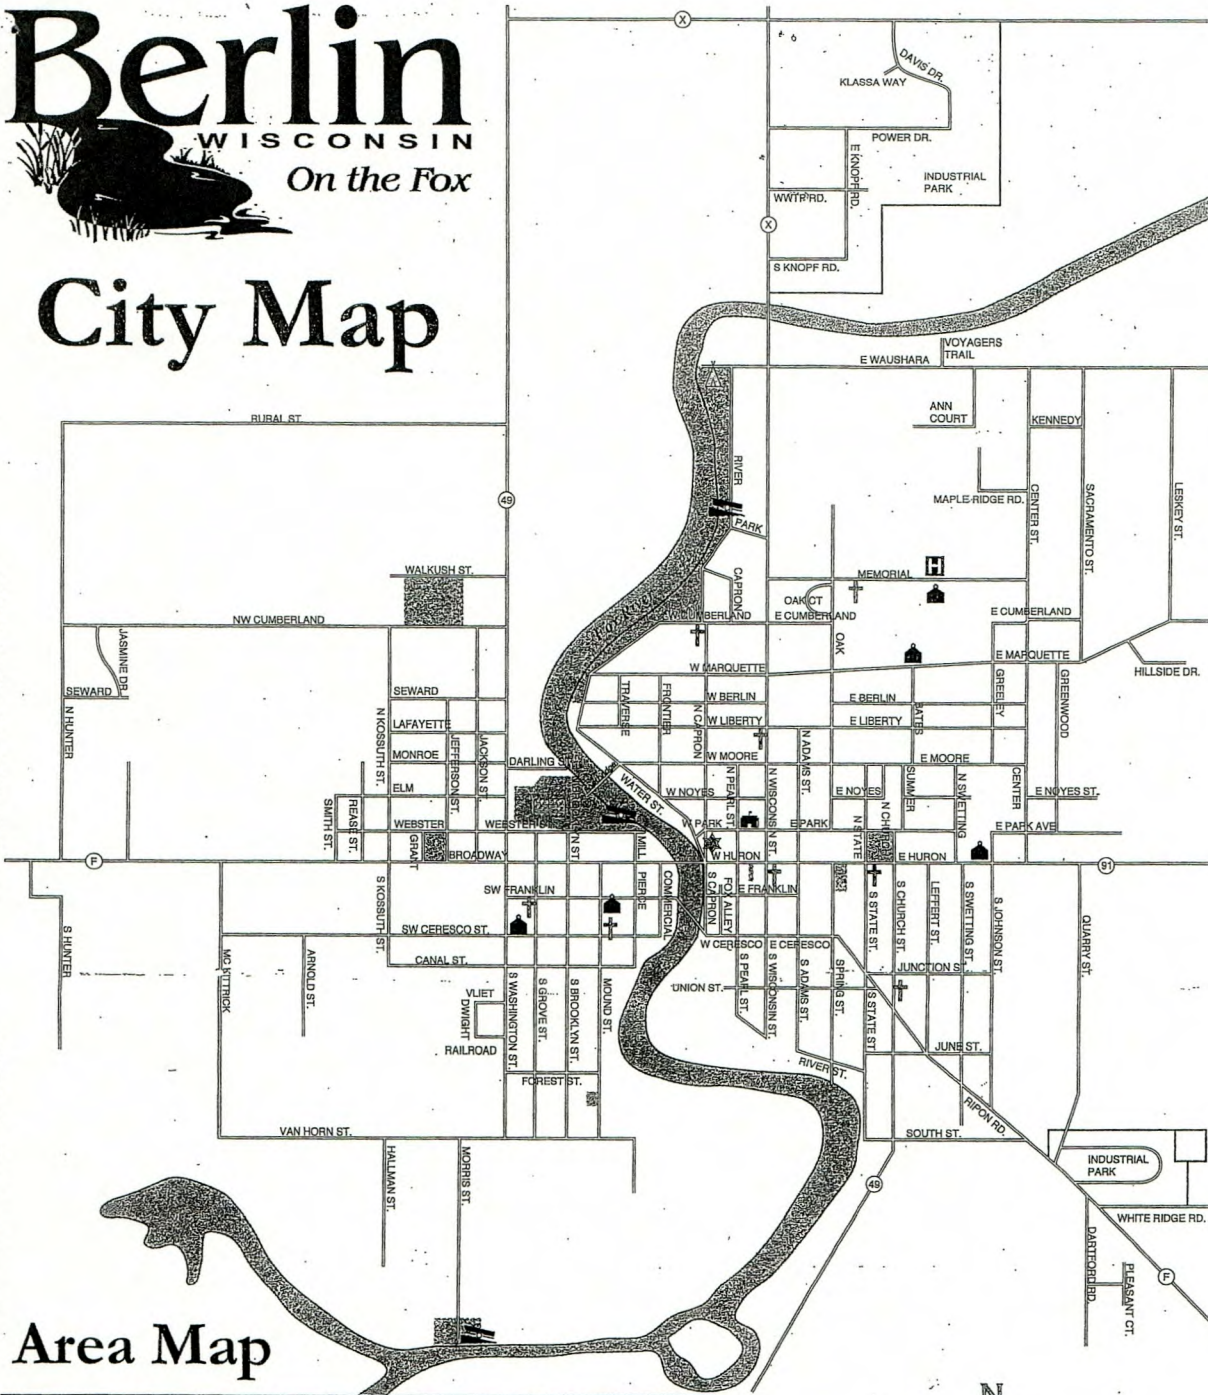 Berlin
WISCONSIN
On the Fox
City Map
X
DAVIS DR.
KLASSA WAY
POWER DR.
E KNOPF RD.
INDUSTRIAL
PARK
WWTP RD.
X
S KNOPF RD.
VOYAGERS
TRAIL
E WAUSHARA
RURAL ST.
ANN
COURT
KENNEDY
RIVER
49
MAPLE RIDGE RD.
CENTER ST.
SACRAMENTO ST.
LESKEY ST.
PARK
WALKUSH ST.
CAPRON
MEMORIAL
H
OAK CT
NW CUMBERLAND
W CUMBERLAND
E CUMBERLAND
E CUMBERLAND
JASMINE DR.
OAK
W MARQUETTE
E MARQUETTE
HILLSIDE DR.
SEWARD
SEWARD
N HUNTER
N KOSSUTH ST.
TRAVERSE
FRONTIER
N CAPRON
W BERLIN
E BERLIN
BATES
GREELEY
GREENWOOD
LAFAYETTE
W LIBERTY
E LIBERTY
MONROE
JEFFERSON ST.
JACKSON ST.
DARLING
W MOORE
N ADAMS ST.
E MOORE
ELM
WATER ST.
W NOYES
N PEARL ST.
N WISCONSIN ST.
E NOYES
SUMMER
N SWETTING
CENTER
E NOYES ST.
SMITH ST.
REASE ST.
WEBSTER
W PARK
E PARK
N STATE
N CHURCH
E PARK AVE
GRANT
BROADWAY
MILL
W HURON
E HURON
F
91
SW FRANKLIN
PIERCE
COMMERCIAL
S CAPRON
FOX ALLEY
E FRANKLIN
S KOSSUTH ST.
S STATE ST.
S CHURCH ST.
LEFFERT ST.
S SWETTING ST.
S JOHNSON ST.
QUARRY ST.
S HUNTER
SW CERESCO ST.
W CERESCO
E CERESCO
MC KITTRICK
ARNOLD ST.
CANAL ST.
S PEARL ST.
S WISCONSIN ST.
S ADAMS ST.
SPRING ST.
JUNCTION ST.
UNION ST.
VLIET
DWIGHT
S WASHINGTON ST.
S GROVE ST.
S BROOKLYN ST.
MOUND ST.
S STATE ST.
RAILROAD
JUNE ST.
RIVER ST.
FOREST ST.
RIPON RD.
VAN HORN ST.
SOUTH ST.
HALLMAN ST.
MORRIS ST.
INDUSTRIAL
PARK
49
WHITE RIDGE RD.
DARTFORD RD.
PLEASANT CT.
F
Area Map
N